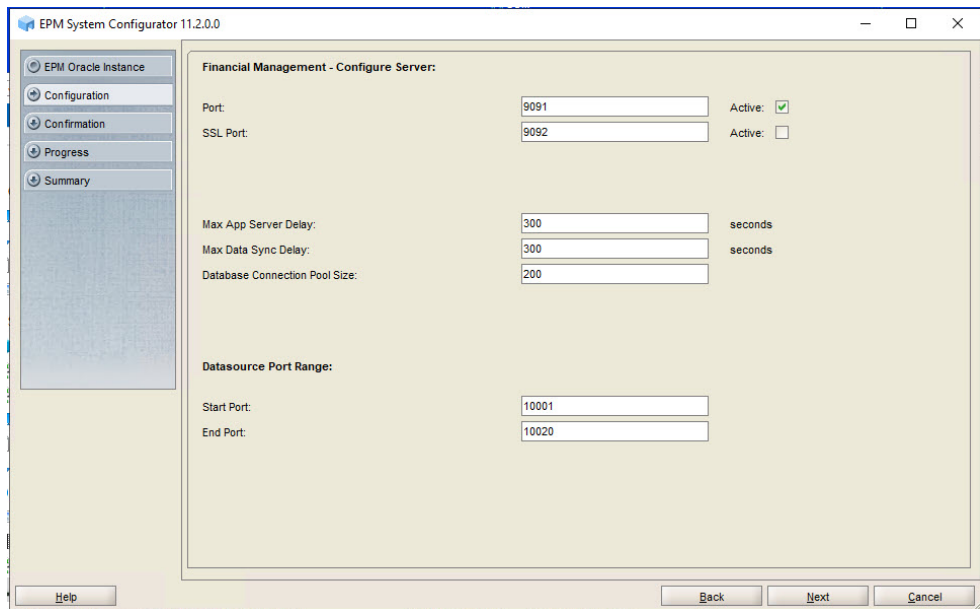 EPM System Configurator 11.2.0.0
EPM Oracle Instance
Configuration
Confirmation
Progress
Summary
Financial Management - Configure Server:
Port: 9091 Active:
SSL Port: 9092 Active:
Max App Server Delay: 300 seconds
Max Data Sync Delay: 300 seconds
Database Connection Pool Size: 200
Datasource Port Range:
Start Port: 10001
End Port: 10020
Help Back Next Cancel